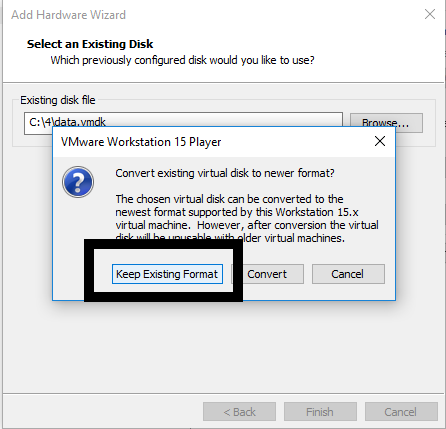 Add Hardware Wizard
Select an Existing Disk
Which previously configured disk would you like to use?
Existing disk file
C:\4\data.vmdk
Browse...
VMware Workstation 15 Player
Convert existing virtual disk to newer format?
The chosen virtual disk can be converted to the
newest format supported by this Workstation 15.x
virtual machine. However, after conversion the virtual
disk will be unusable with older virtual machines.
Keep Existing Format
Convert
Cancel
< Back
Finish
Cancel